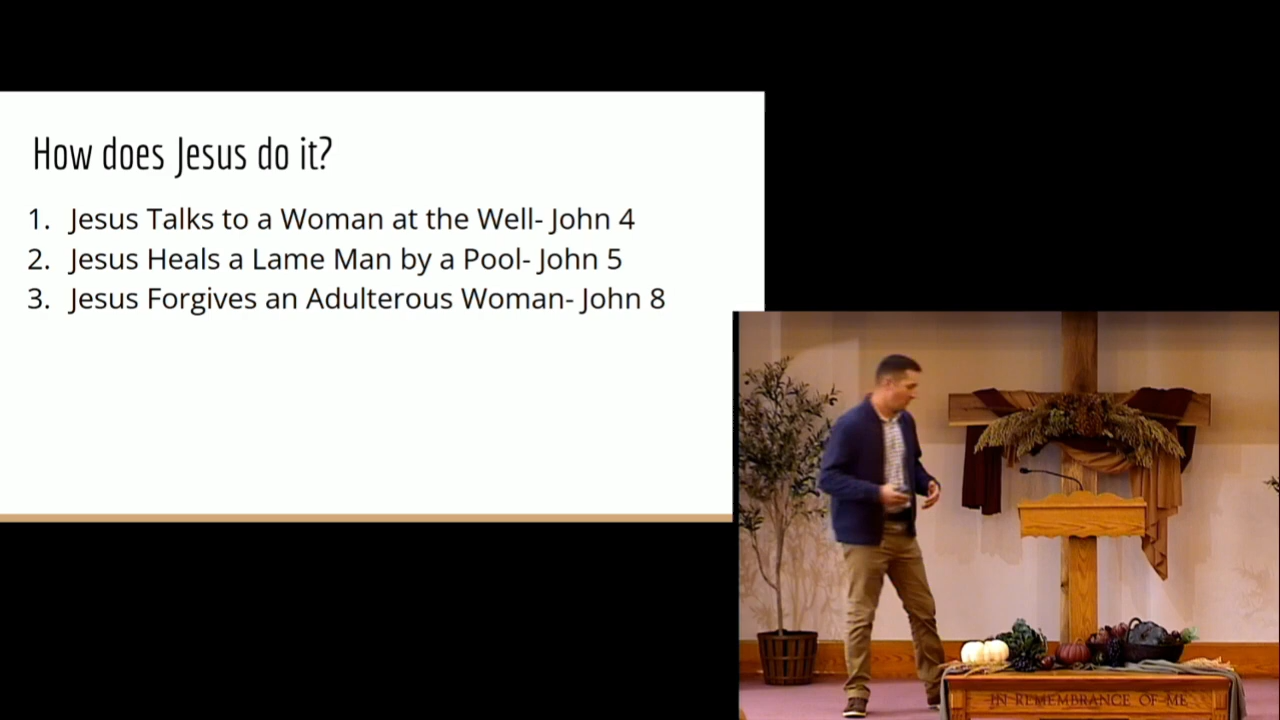 How does Jesus do it?
1. Jesus Talks to a Woman at the Well- John 4
2. Jesus Heals a Lame Man by a Pool- John 5
3. Jesus Forgives an Adulterous Woman- John 8
IN REMEMBRANCE OF ME